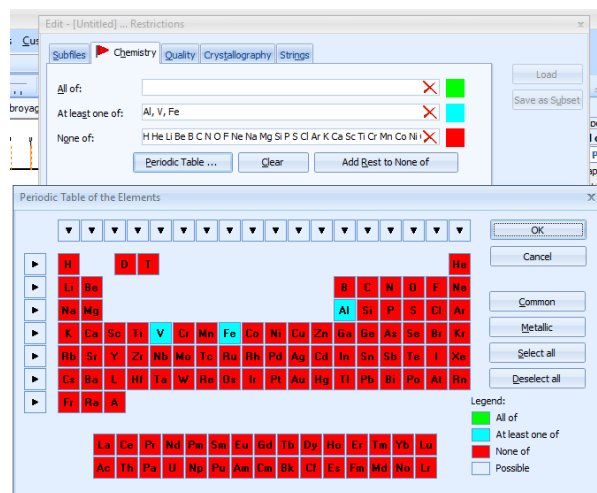 Edit - [Untitled] ... Restrictions
Cus
Subfiles Chemistry Quality Crystallography Strings
Load
Save as Subset
broyag
All of:
At least one of: Al, V, Fe
None of: H He Li Be B C N O F Ne Na Mg Si P S Cl Ar K Ca Sc Ti Cr Mn Co Ni
Periodic Table ... Clear Add Rest to None of
Periodic Table of the Elements
OK
Cancel
H D T He
Li Be B C N O F Ne
Na Mg Al Si P S Cl Ar
Common
K Ca Sc Ti V Cr Mn Fe Co Ni Cu Zn Ga Ge As Se Br Kr
Metallic
Rb Sr Y Zr Nb Mo Tc Ru Rh Pd Ag Cd In Sn Sb Te I Xe
Select all
Cs Ba L Hf Ta W Re Os Ir Pt Au Hg Tl Pb Bi Po At Rn
Deselect all
Fr Ra A
Legend:
All of
At least one of
None of
Possible
La Ce Pr Nd Pm Sm Eu Gd Tb Dy Ho Er Tm Yb Lu
Ac Th Pa U Np Pu Am Cm Bk Cf Es Fm Md No Lr